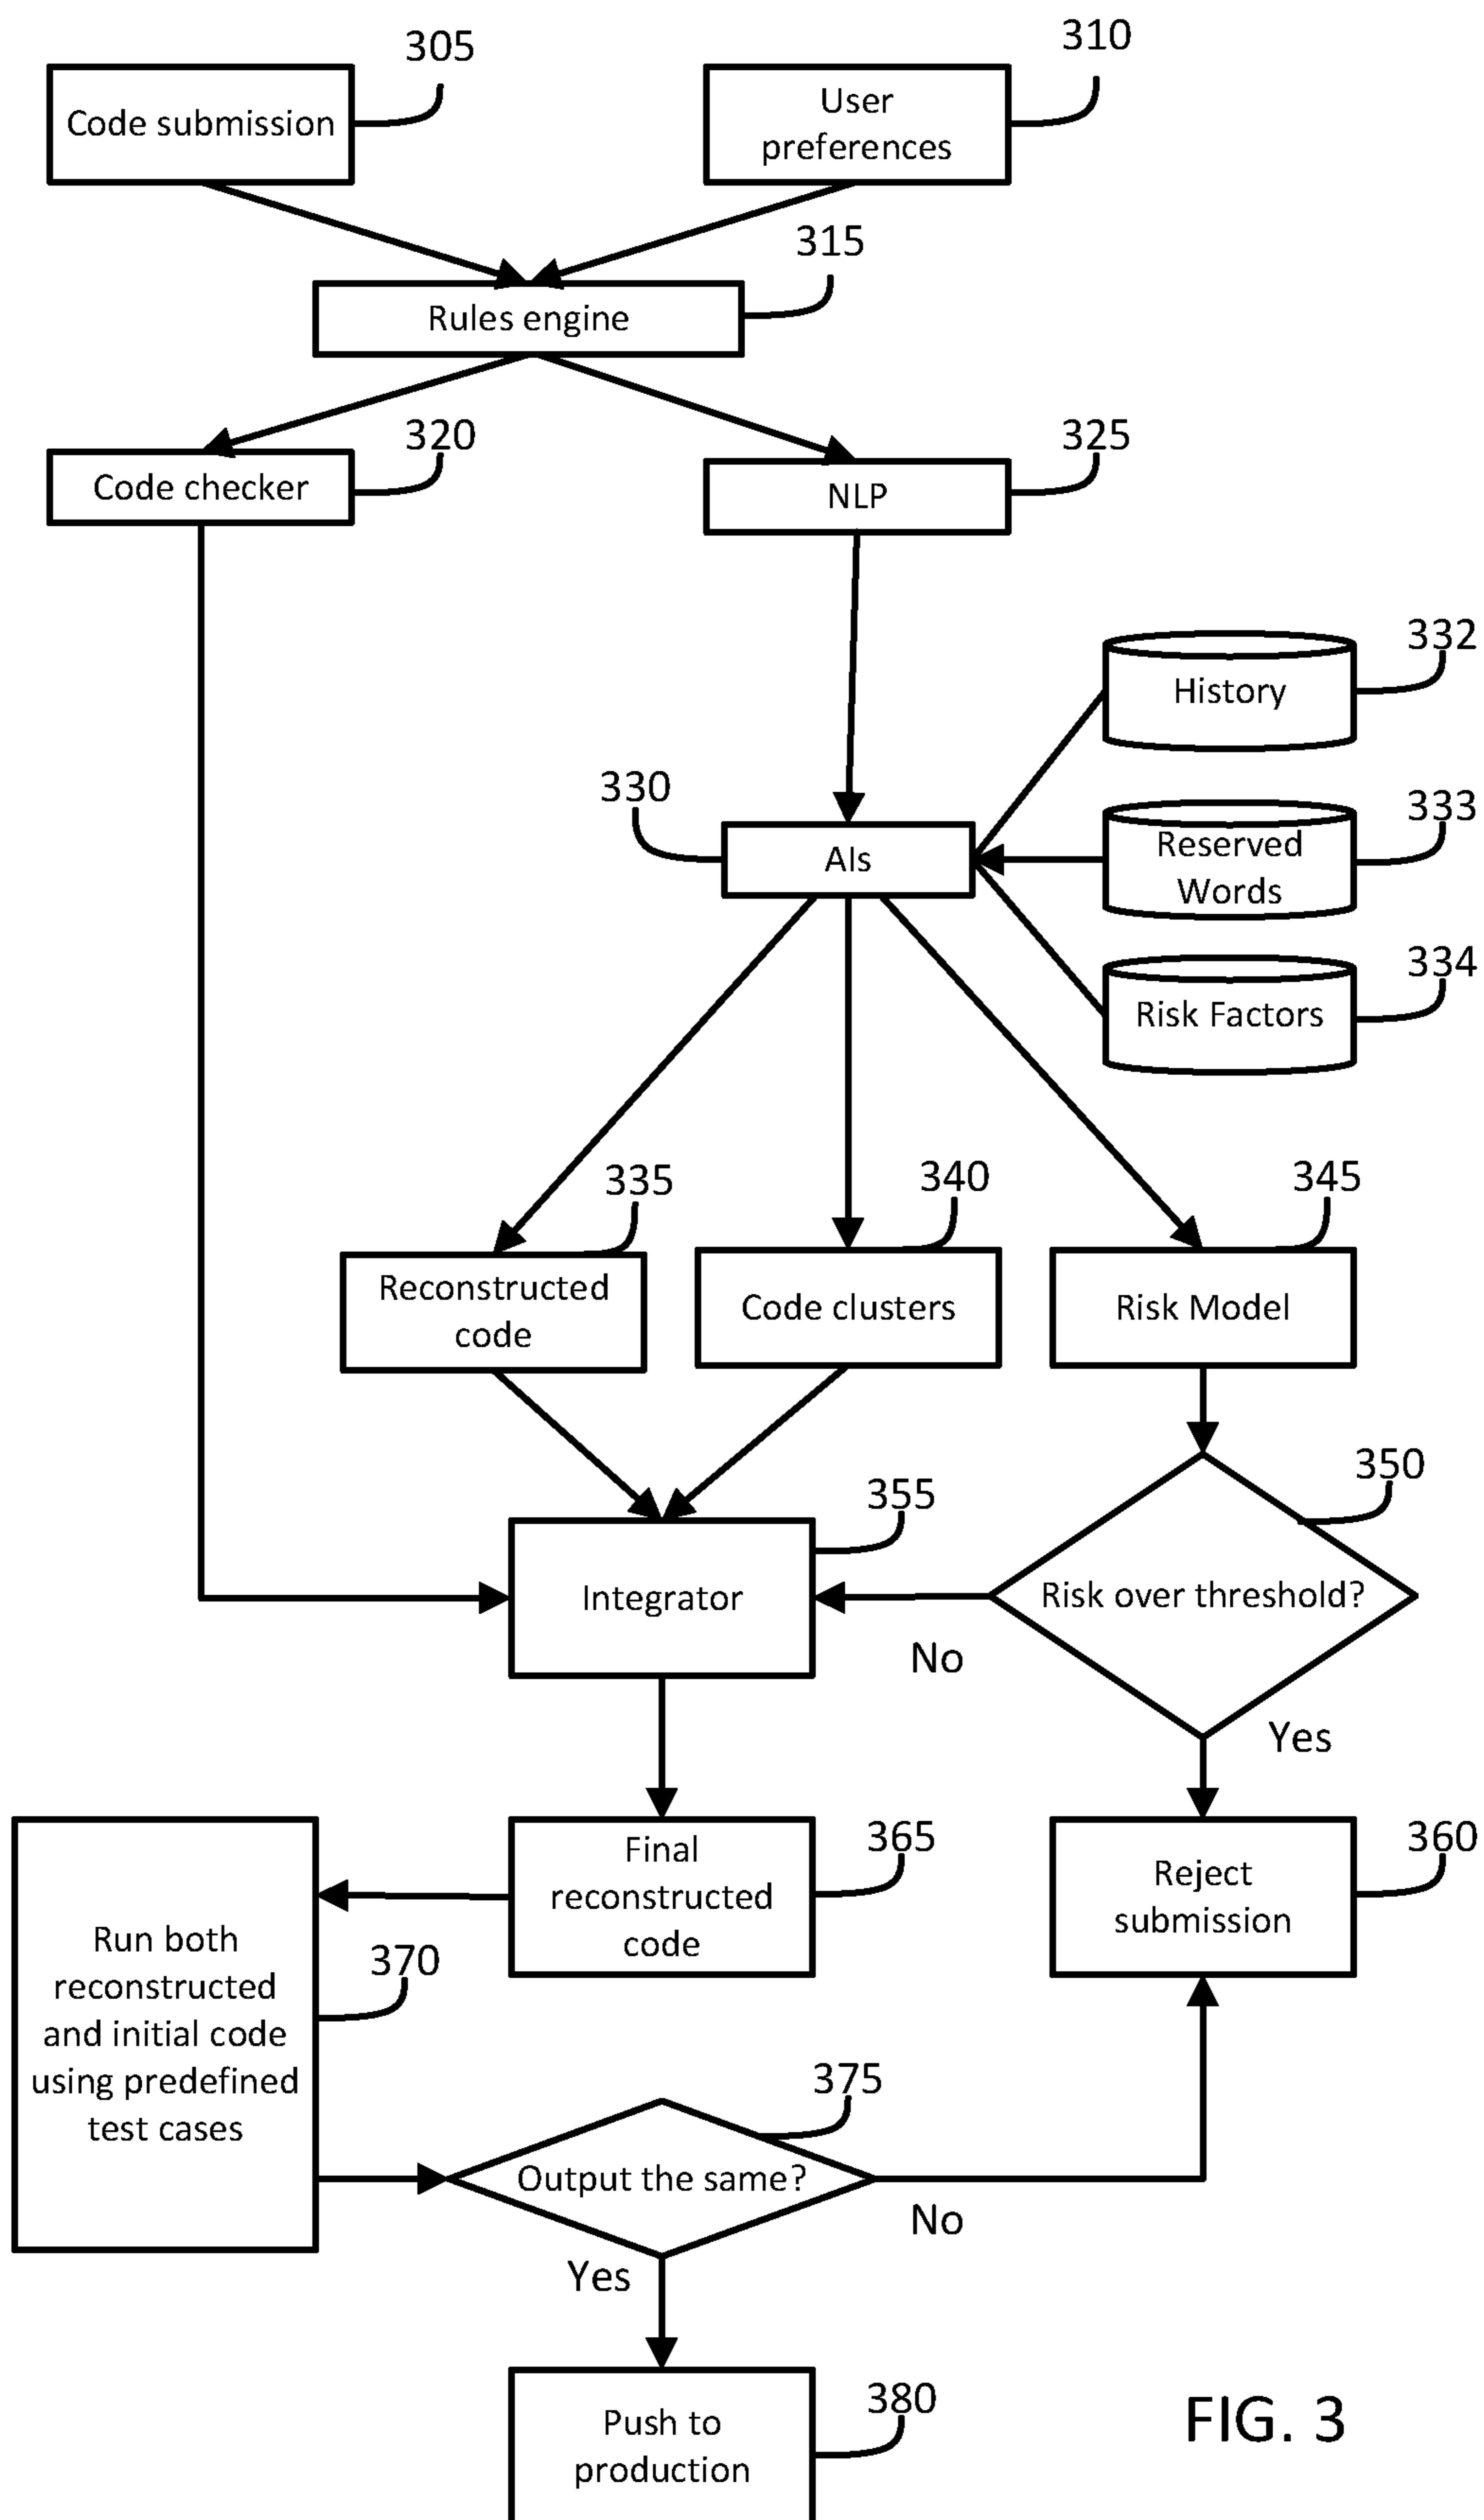 305
310
Code submission
User
preferences
315
Rules engine
320
325
Code checker
NLP
332
History
330
333
AIs
Reserved
Words
334
Risk Factors
335
340
345
Reconstructed
code
Code clusters
Risk Model
350
355
Integrator
Risk over threshold?
No
Yes
365
360
Final
reconstructed
code
Reject
submission
Run both
reconstructed
and initial code
using predefined
test cases
370
375
Output the same?
No
Yes
380
Push to
production
FIG. 3